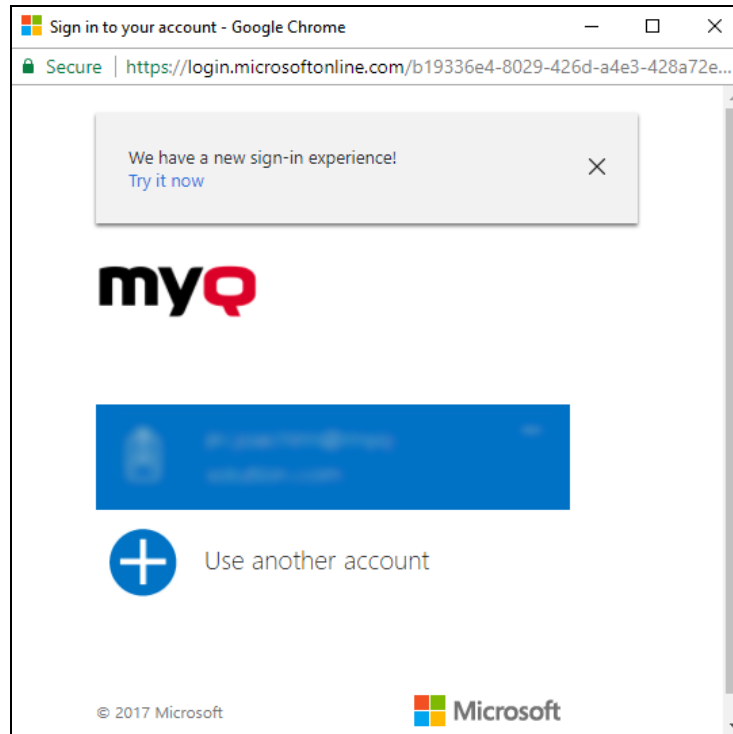 Sign in to your account - Google Chrome
Secure | https://login.microsoftonline.com/b19336e4-8029-426d-a4e3-428a72e...
We have a new sign-in experience!
Try it now
myQ
Use another account
© 2017 Microsoft
Microsoft